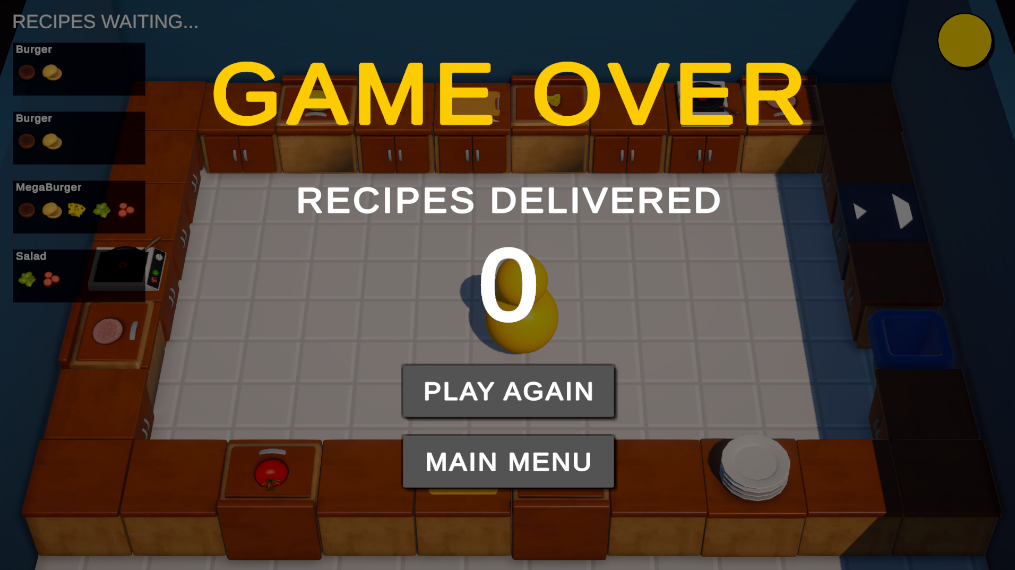 RECIPES WAITING...
Burger
Burger
MegaBurger
Salad
GAME OVER
RECIPES DELIVERED
0
PLAY AGAIN
MAIN MENU